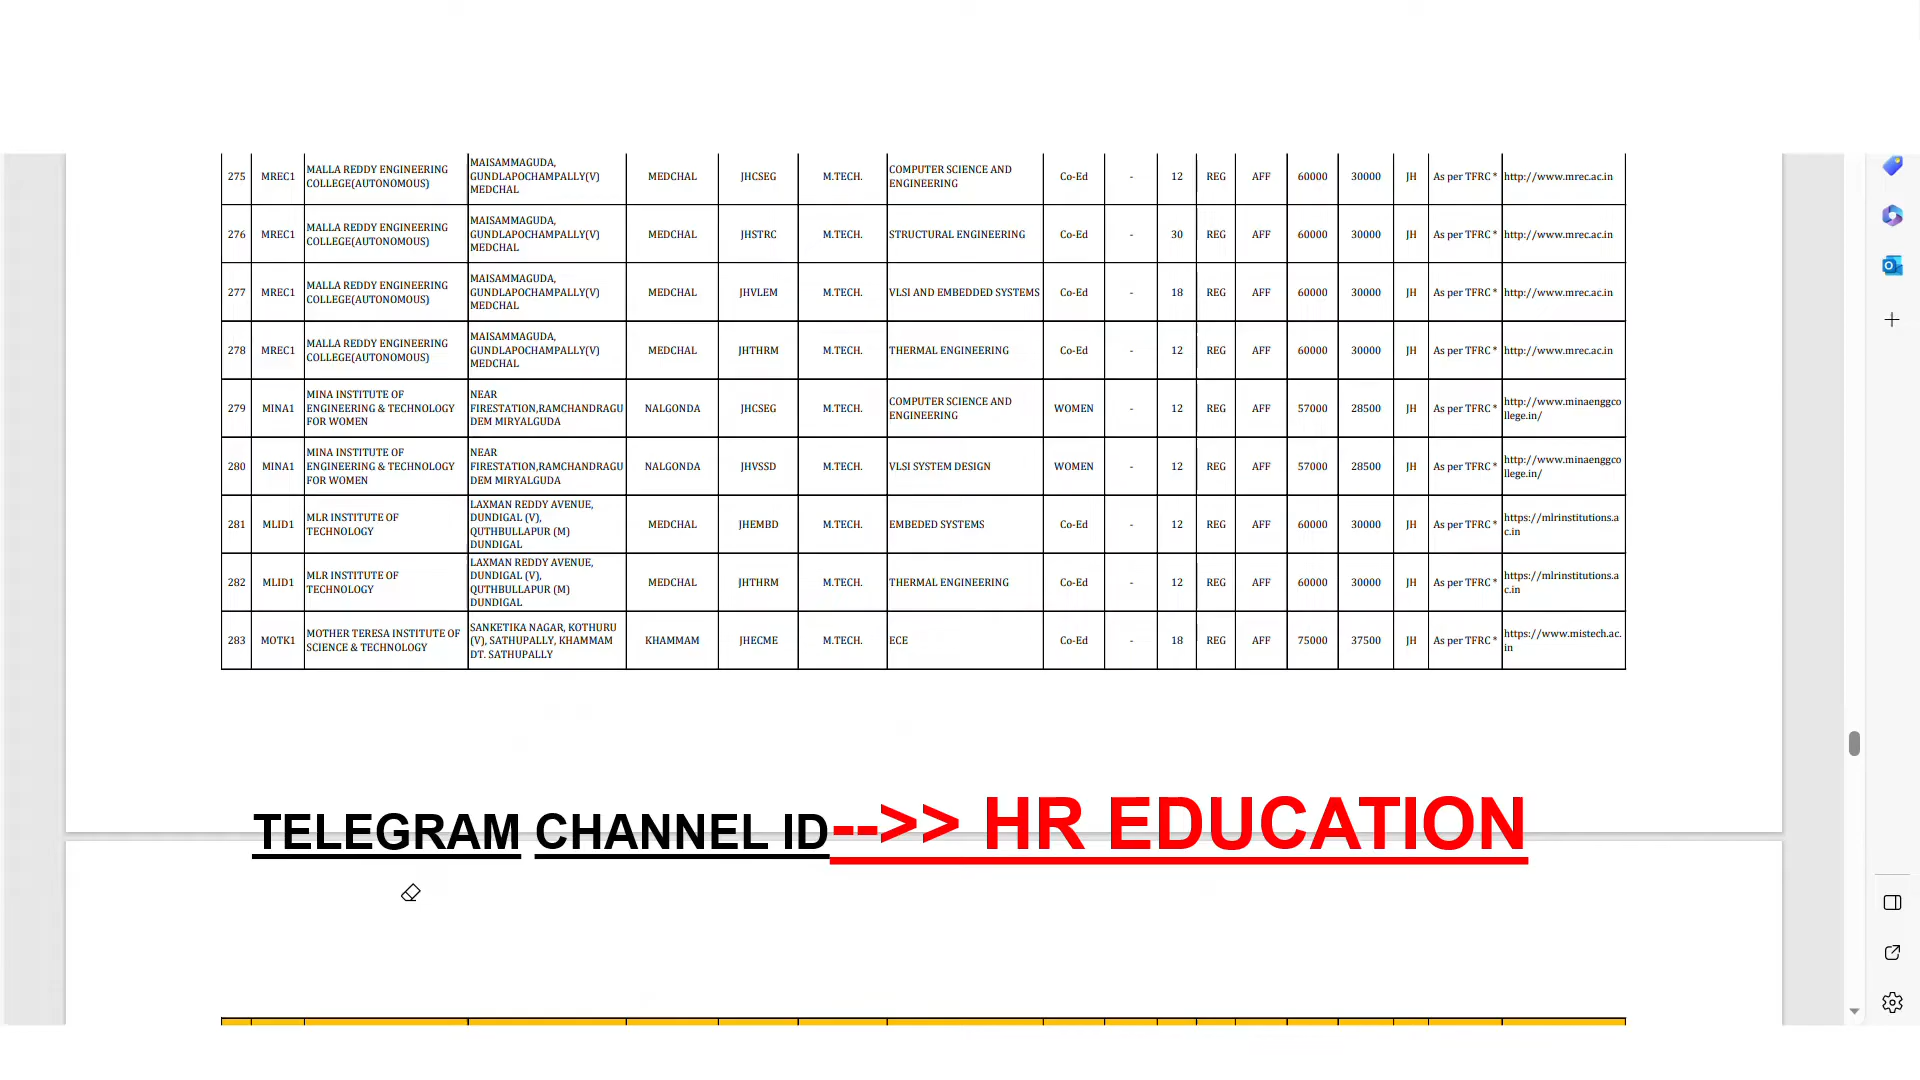 275 MREC1 MALLA REDDY ENGINEERING COLLEGE(AUTONOMOUS) MAISAMMAGUDA, GUNDLAPOCHAMPALLY(V) MEDCHAL MEDCHAL JHCSEG M.TECH. COMPUTER SCIENCE AND ENGINEERING Co-Ed - 12 REG AFF 60000 30000 JH As per TFRC * http://www.mrec.ac.in
276 MREC1 MALLA REDDY ENGINEERING COLLEGE(AUTONOMOUS) MAISAMMAGUDA, GUNDLAPOCHAMPALLY(V) MEDCHAL MEDCHAL JHSTRC M.TECH. STRUCTURAL ENGINEERING Co-Ed - 30 REG AFF 60000 30000 JH As per TFRC * http://www.mrec.ac.in
277 MREC1 MALLA REDDY ENGINEERING COLLEGE(AUTONOMOUS) MAISAMMAGUDA, GUNDLAPOCHAMPALLY(V) MEDCHAL MEDCHAL JHVLEM M.TECH. VLSI AND EMBEDDED SYSTEMS Co-Ed - 18 REG AFF 60000 30000 JH As per TFRC * http://www.mrec.ac.in
278 MREC1 MALLA REDDY ENGINEERING COLLEGE(AUTONOMOUS) MAISAMMAGUDA, GUNDLAPOCHAMPALLY(V) MEDCHAL MEDCHAL JHTHRM M.TECH. THERMAL ENGINEERING Co-Ed - 12 REG AFF 60000 30000 JH As per TFRC * http://www.mrec.ac.in
279 MINA1 MINA INSTITUTE OF ENGINEERING & TECHNOLOGY FOR WOMEN NEAR FIRESTATION,RAMCHANDRAGUDEM MIRYALGUDA NALGONDA JHCSEG M.TECH. COMPUTER SCIENCE AND ENGINEERING WOMEN - 12 REG AFF 57000 28500 JH As per TFRC * http://www.minaenggcollege.in/
280 MINA1 MINA INSTITUTE OF ENGINEERING & TECHNOLOGY FOR WOMEN NEAR FIRESTATION,RAMCHANDRAGUDEM MIRYALGUDA NALGONDA JHVSSD M.TECH. VLSI SYSTEM DESIGN WOMEN - 12 REG AFF 57000 28500 JH As per TFRC * http://www.minaenggcollege.in/
281 MLID1 MLR INSTITUTE OF TECHNOLOGY LAXMAN REDDY AVENUE, DUNDIGAL (V), QUTHBULLAPUR (M) DUNDIGAL MEDCHAL JHEMBD M.TECH. EMBEDED SYSTEMS Co-Ed - 12 REG AFF 60000 30000 JH As per TFRC * https://mlrinstitutions.ac.in
282 MLID1 MLR INSTITUTE OF TECHNOLOGY LAXMAN REDDY AVENUE, DUNDIGAL (V), QUTHBULLAPUR (M) DUNDIGAL MEDCHAL JHTHRM M.TECH. THERMAL ENGINEERING Co-Ed - 12 REG AFF 60000 30000 JH As per TFRC * https://mlrinstitutions.ac.in
283 MOTK1 MOTHER TERESA INSTITUTE OF SCIENCE & TECHNOLOGY SANKETIKA NAGAR, KOTHURU (V), SATHUPALLY, KHAMMAM DT. SATHUPALLY KHAMMAM JHECME M.TECH. ECE Co-Ed - 18 REG AFF 75000 37500 JH As per TFRC * https://www.mistech.ac.in
TELEGRAM CHANNEL ID-->> HR EDUCATION